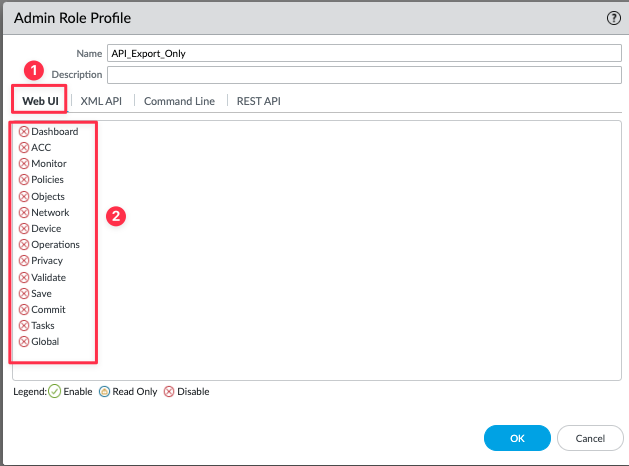 Admin Role Profile
Name API_Export_Only
Description
1
Web UI XML API Command Line REST API
Dashboard
ACC
Monitor
Policies
Objects
Network
2
Device
Operations
Privacy
Validate
Save
Commit
Tasks
Global
Legend: Enable Read Only Disable
OK Cancel